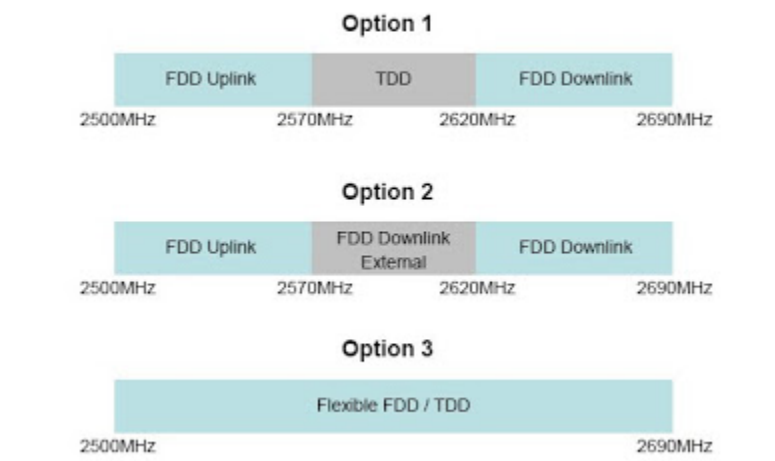 Option 1
FDD Uplink TDD FDD Downlink
2500MHz 2570MHz 2620MHz 2690MHz
Option 2
FDD Uplink FDD Downlink External FDD Downlink
2500MHz 2570MHz 2620MHz 2690MHz
Option 3
Flexible FDD / TDD
2500MHz 2690MHz